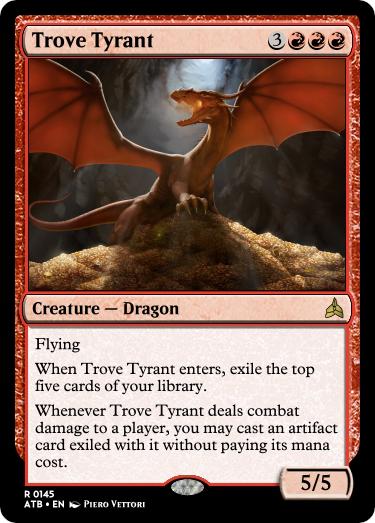 Trove Tyrant 3
Creature — Dragon
Flying
When Trove Tyrant enters, exile the top
five cards of your library.
Whenever Trove Tyrant deals combat
damage to a player, you may cast an artifact
card exiled with it without paying its mana
cost.
5/5
R 0145
ATB • EN Piero Vettori